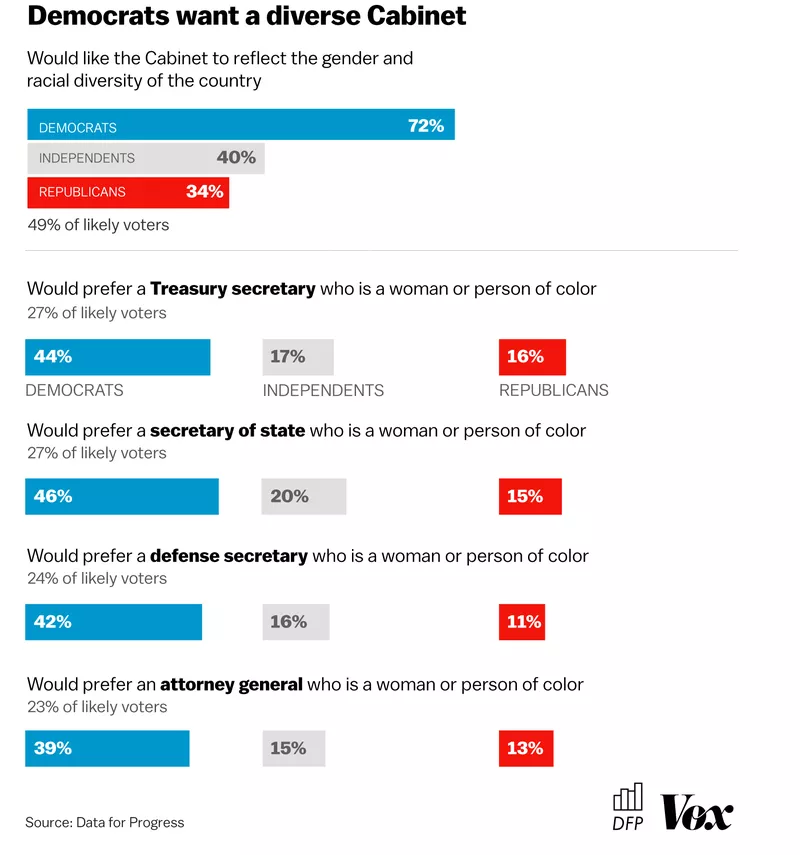 Democrats want a diverse Cabinet
Would like the Cabinet to reflect the gender and
racial diversity of the country
DEMOCRATS 72%
INDEPENDENTS 40%
REPUBLICANS 34%
49% of likely voters
Would prefer a Treasury secretary who is a woman or person of color
27% of likely voters
44% 17% 16%
DEMOCRATS INDEPENDENTS REPUBLICANS
Would prefer a secretary of state who is a woman or person of color
27% of likely voters
46% 20% 15%
Would prefer a defense secretary who is a woman or person of color
24% of likely voters
42% 16% 11%
Would prefer an attorney general who is a woman or person of color
23% of likely voters
39% 15% 13%
Source: Data for Progress
DFP Vox